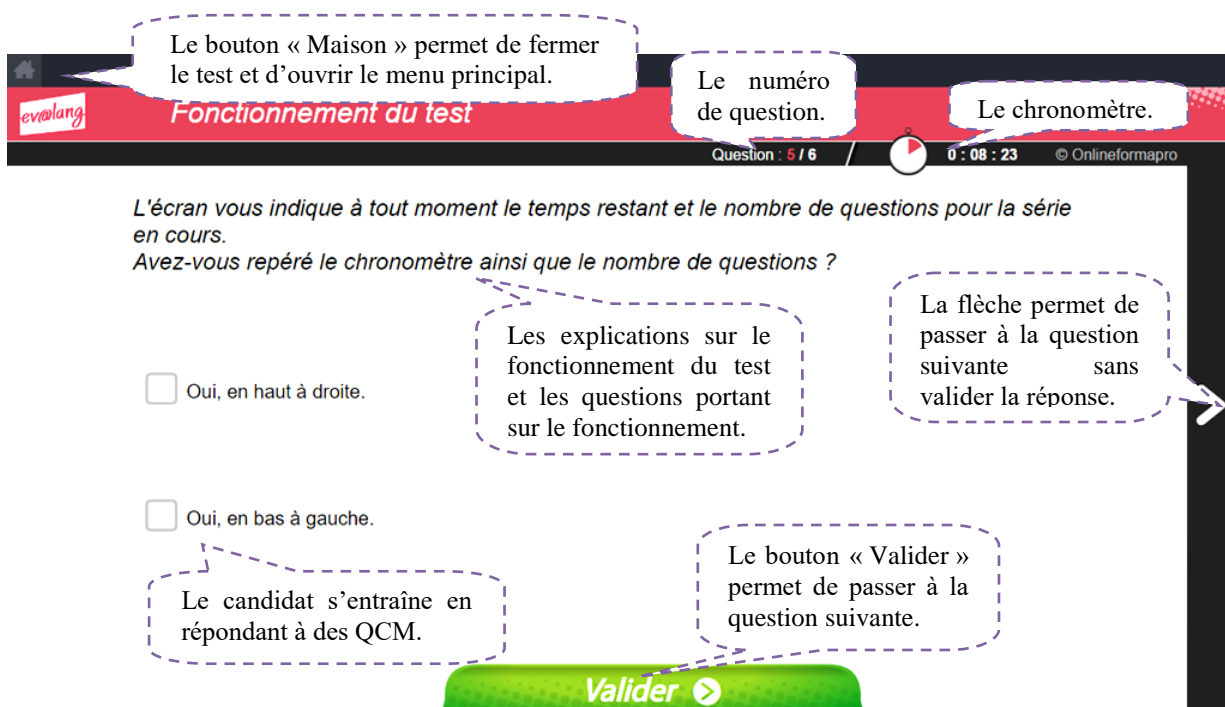 Le bouton « Maison » permet de fermer
le test et d’ouvrir le menu principal.
Le numéro
de question.
Le chronomètre.
ev@lang
Fonctionnement du test
Question : 5 / 6
0 : 08 : 23
© Onlineformapro
L'écran vous indique à tout moment le temps restant et le nombre de questions pour la série
en cours.
Avez-vous repéré le chronomètre ainsi que le nombre de questions ?
La flèche permet de
passer à la question
suivante sans
valider la réponse.
Les explications sur le
fonctionnement du test
et les questions portant
sur le fonctionnement.
Oui, en haut à droite.
Oui, en bas à gauche.
Le bouton « Valider »
permet de passer à la
question suivante.
Le candidat s’entraîne en
répondant à des QCM.
Valider